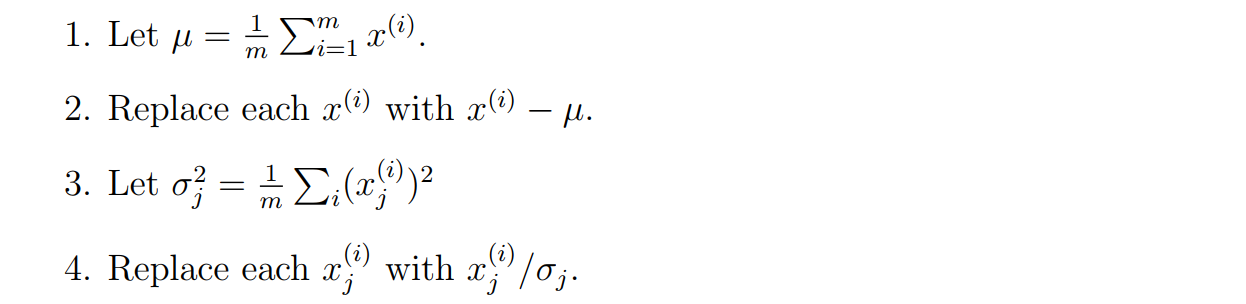 1. Let μ = 1/m ∑_{i=1}^{m} x^{(i)}.
2. Replace each x^{(i)} with x^{(i)} − μ.
3. Let σ_j^2 = 1/m ∑_i (x_j^{(i)})^2
4. Replace each x_j^{(i)} with x_j^{(i)}/σ_j.